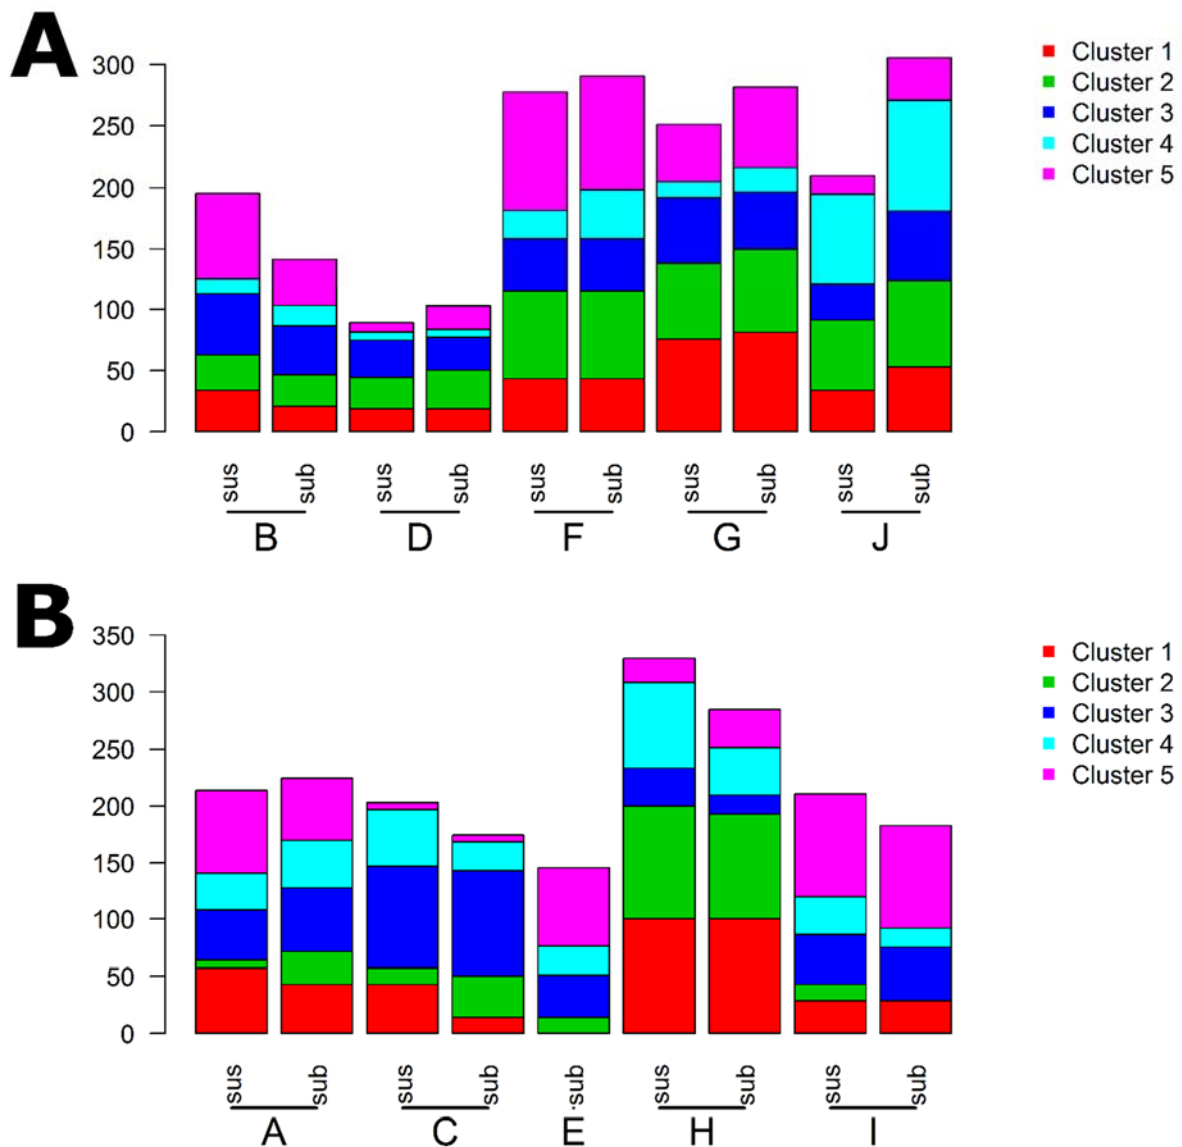 A
300
250
200
150
100
50
0
Cluster 1
Cluster 2
Cluster 3
Cluster 4
Cluster 5
sus sub sus sub sus sub sus sub sus sub
B D F G J
B
350
300
250
200
150
100
50
0
Cluster 1
Cluster 2
Cluster 3
Cluster 4
Cluster 5
sus sub sus sub sub sus sub sus sub
A C E H I